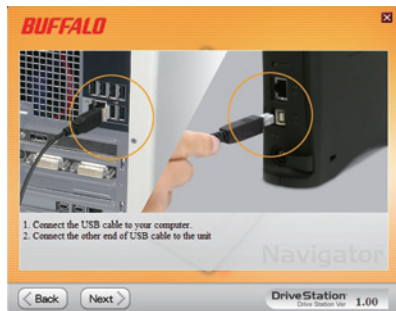 BUFFALO
1. Connect the USB cable to your computer.
2. Connect the other end of USB cable to the unit
Navigator
Back
Next
DriveStation
Drive Station Ver 1.00